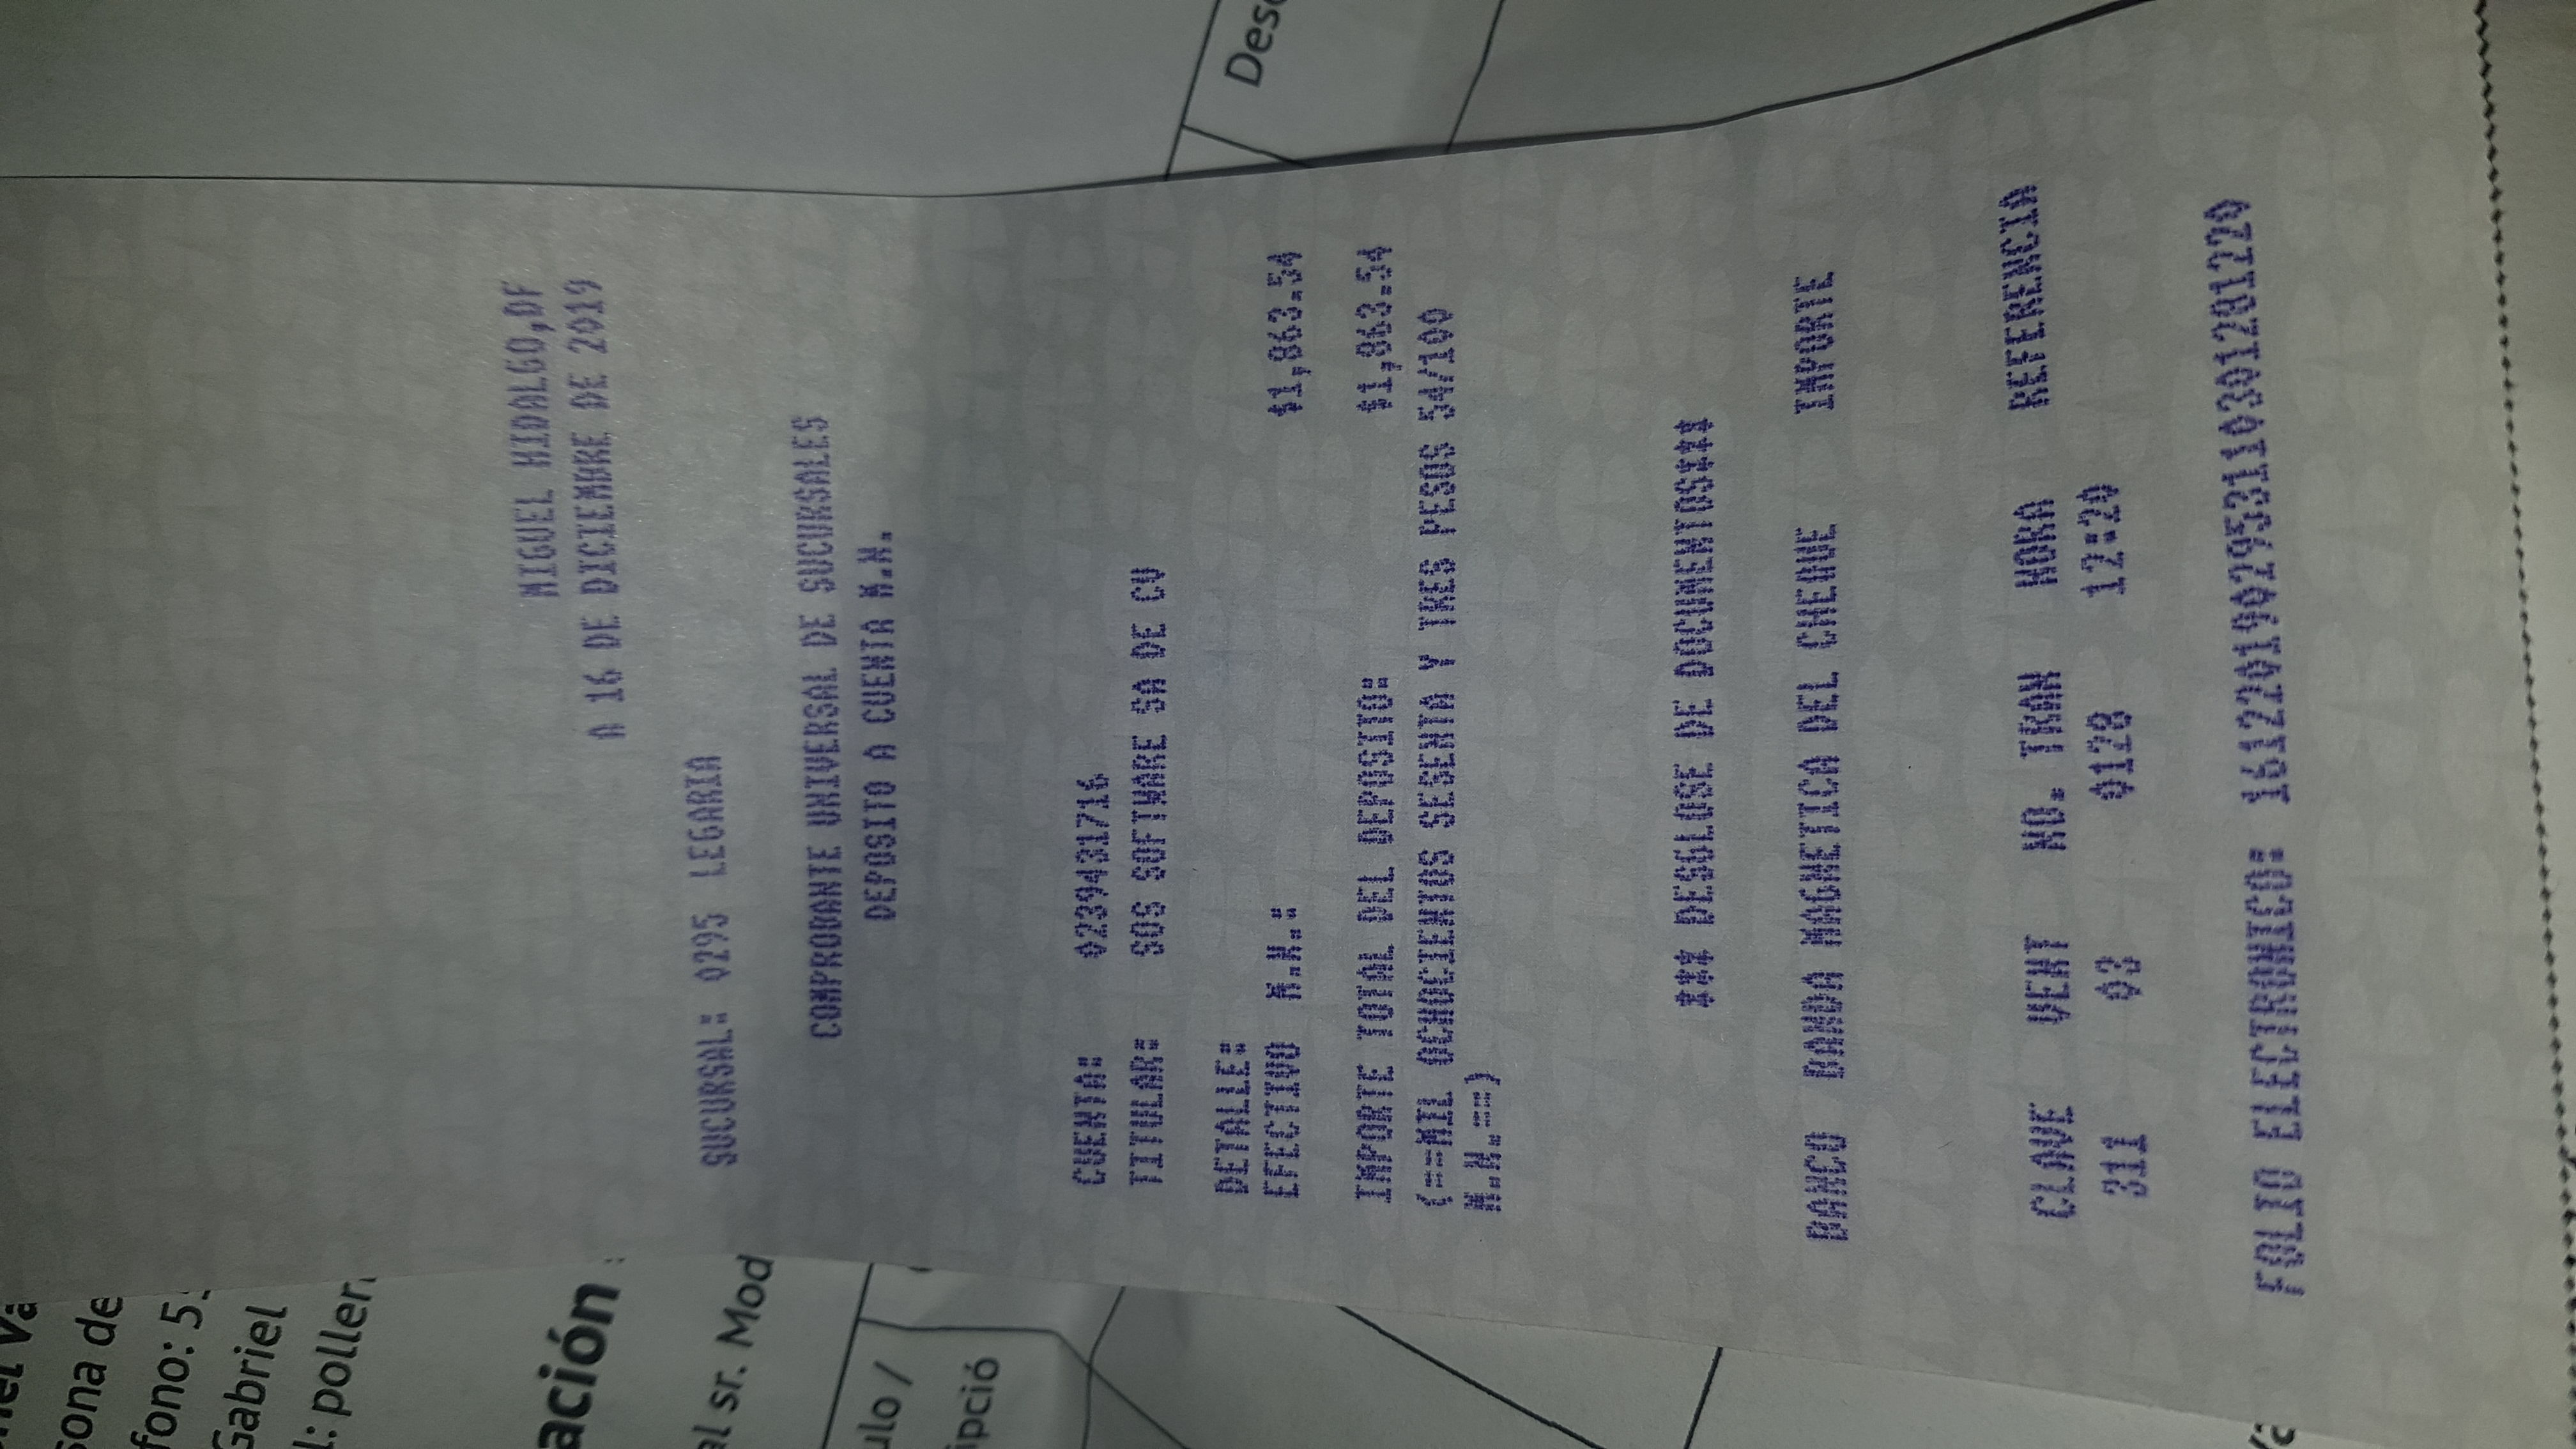 sona de
fono: 5
Gabriel
l: poller
ación
al sr. Mod
ulo /
ipció
MIGUEL HIDALGO,DF
A 16 DE DICIEMBRE DE 2019
SUCURSAL: 0295 LEGARIA
COMPROBANTE UNIVERSAL DE SUCURSALES
DEPOSITO A CUENTA M.N.
CUENTA: 0239431716
TITULAR: SOS SOFTWARE SA DE CV
DETALLE:
EFECTIVO M.N.: $1,863.54
IMPORTE TOTAL DEL DEPOSITO: $1,863.54
(==MIL OCHOCIENTOS SESENTA Y TRES PESOS 54/100
M.N.==)
*** DESGLOSE DE DOCUMENTOS***
BANCO BANDA MAGNETICA DEL CHEQUE IMPORTE
CLAVE VENT NO. TRAN HORA REFERENCIA
311 03 0128 12:20
FOLIO ELECTRONICO: 1612201902953110301281220
Des